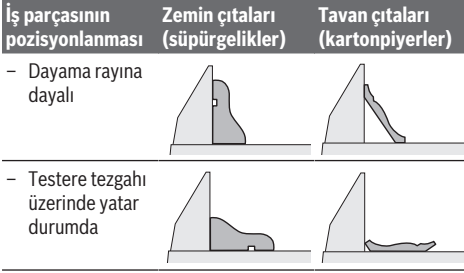 İş parçasının
pozisyonlanması
Zemin çıtaları
(süpürgelikler)
Tavan çıtaları
(kartonpiyerler)
– Dayama rayına
dayalı
– Testere tezgahı
üzerinde yatar
durumda